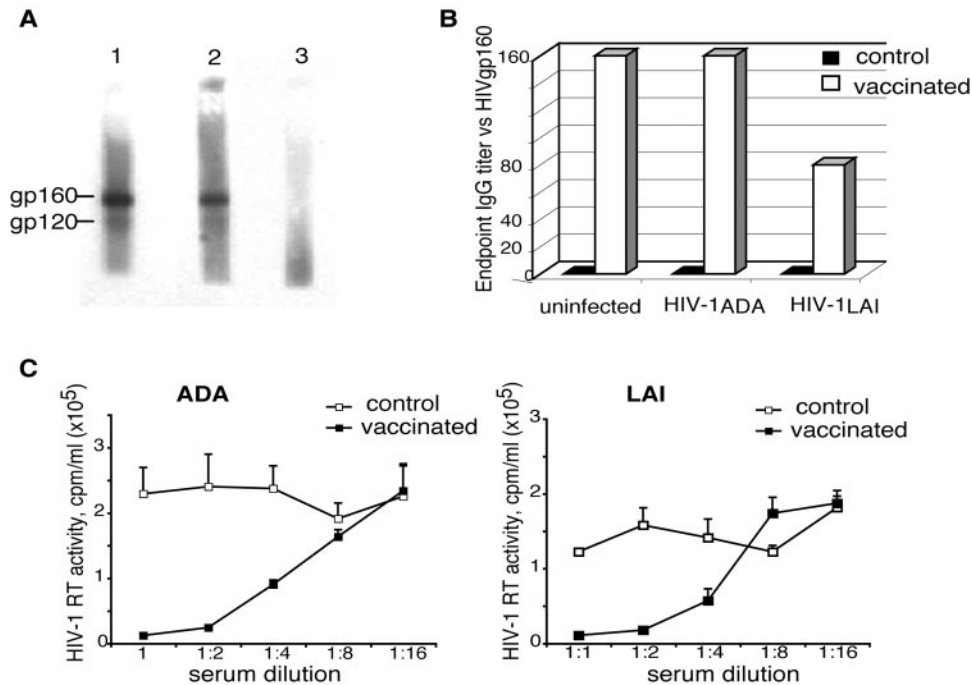 A
1 2 3
gp160
gp120
B
Endpoint IgG titer vs HIVgp160
160
80
40
20
0
control
vaccinated
uninfected HIV-1ADA HIV-1LAI
C
ADA
HIV-1 RT activity, cpm/ml (x10⁵)
3
2
1
0
control
vaccinated
1 1:2 1:4 1:8 1:16
serum dilution
LAI
HIV-1 RT activity, cpm/ml (x10⁵)
3
2
1
0
control
vaccinated
1:1 1:2 1:4 1:8 1:16
serum dilution